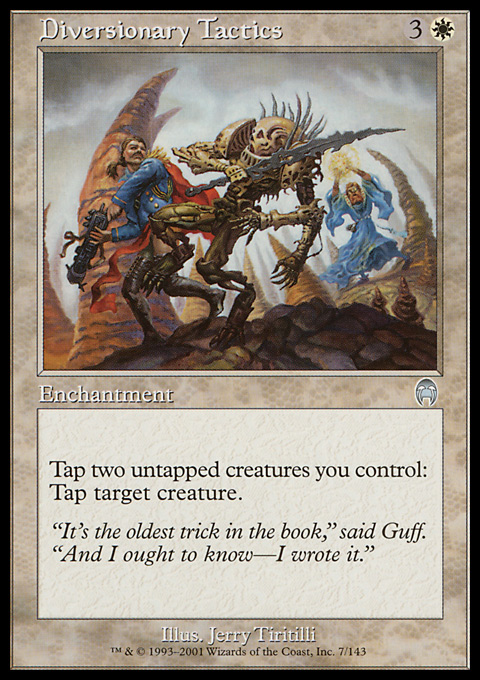 Diversionary Tactics 3
Enchantment
Tap two untapped creatures you control:
Tap target creature.
“It’s the oldest trick in the book,” said Guff.
“And I ought to know—I wrote it.”
Illus. Jerry Tiritilli
™ & © 1993–2001 Wizards of the Coast, Inc. 7/143